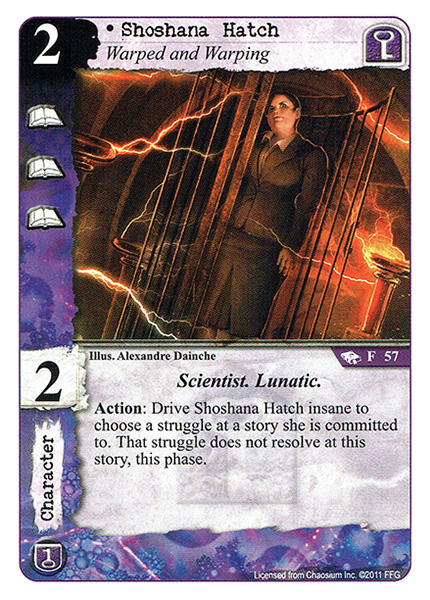 2
• Shoshana Hatch
Warped and Warping
Illus. Alexandre Dainche
F 57
2
Scientist. Lunatic.
Action: Drive Shoshana Hatch insane to
choose a struggle at a story she is committed
to. That struggle does not resolve at this
story, this phase.
Character
Licensed from Chaosium Inc. ©2011 FFG